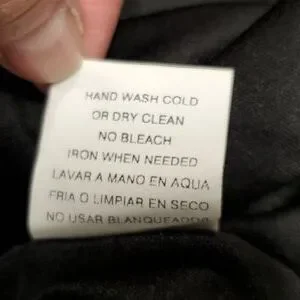 HAND WASH COLD
OR DRY CLEAN
NO BLEACH
IRON WHEN NEEDED
LAVAR A MANO EN AQUA
FRIA O LIMPIAR EN SECO
NO USAR BLANQUEADOR